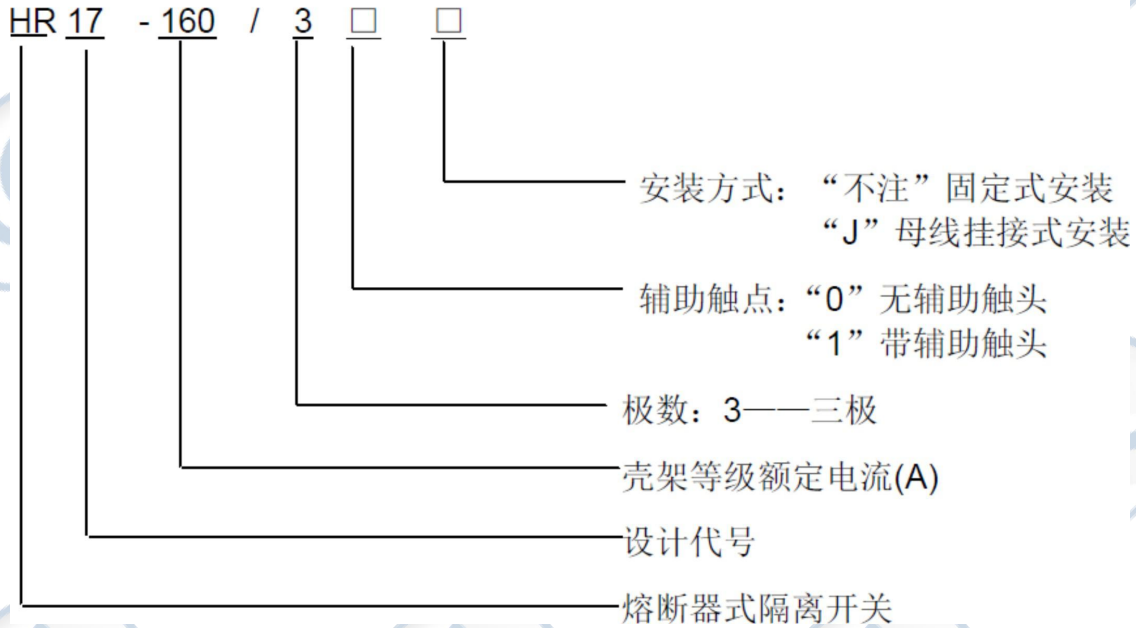 HR 17 - 160 / 3 □ □
安装方式：“不注”固定式安装
“J”母线挂接式安装
辅助触点：“0”无辅助触头
“1”带辅助触头
极数：3——三极
壳架等级额定电流(A)
设计代号
熔断器式隔离开关